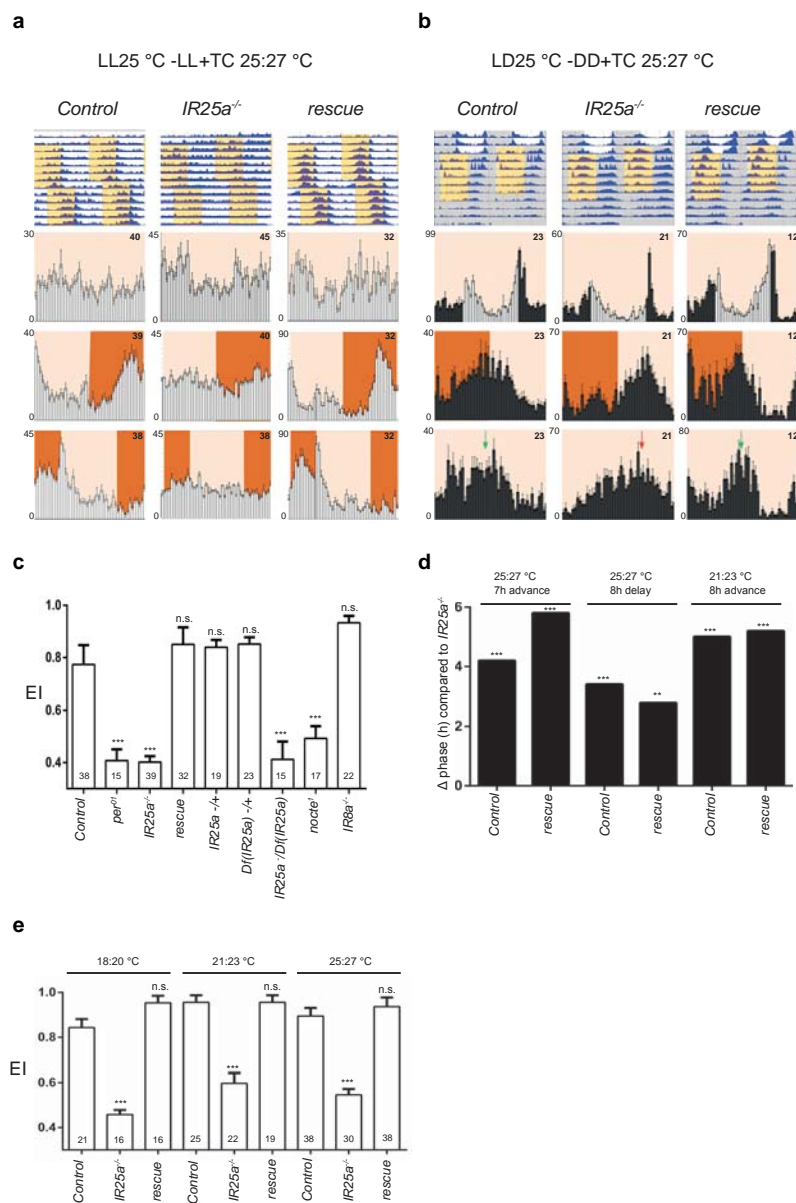 a
LL25 °C -LL+TC 25:27 °C
Control IR25a-/- rescue
30 40 45 45 35 32
0 0 0
40 39 45 40 90 32
0 0 0
45 38 45 38 90 32
0 0 0
b
LD25 °C -DD+TC 25:27 °C
Control IR25a-/- rescue
99 23 60 21 70 12
0 0 0
40 23 70 21 70 12
0 0 0
40 23 40 21 80 12
0 0 0
c
EI
1.0
0.8
0.6
0.4
*** *** n.s. n.s. n.s. *** *** n.s.
38 15 39 32 19 23 15 17 22
Control
per01
IR25a-/-
rescue
IR25a -/+
Df(IR25a) -/+
IR25a-/Df(IR25a)
nocte1
IR8a-/-
d
25:27 °C 25:27 °C 21:23 °C
7h advance 8h delay 8h advance
Δ phase (h) compared to IR25a-/-
6
4
2
0
*** *** *** ** *** ***
Control rescue Control rescue Control rescue
e
18:20 °C 21:23 °C 25:27 °C
EI
1.0
0.8
0.6
0.4
*** n.s. *** n.s. *** n.s.
21 16 16 25 22 19 38 30 38
Control IR25a-/- rescue Control IR25a-/- rescue Control IR25a-/- rescue